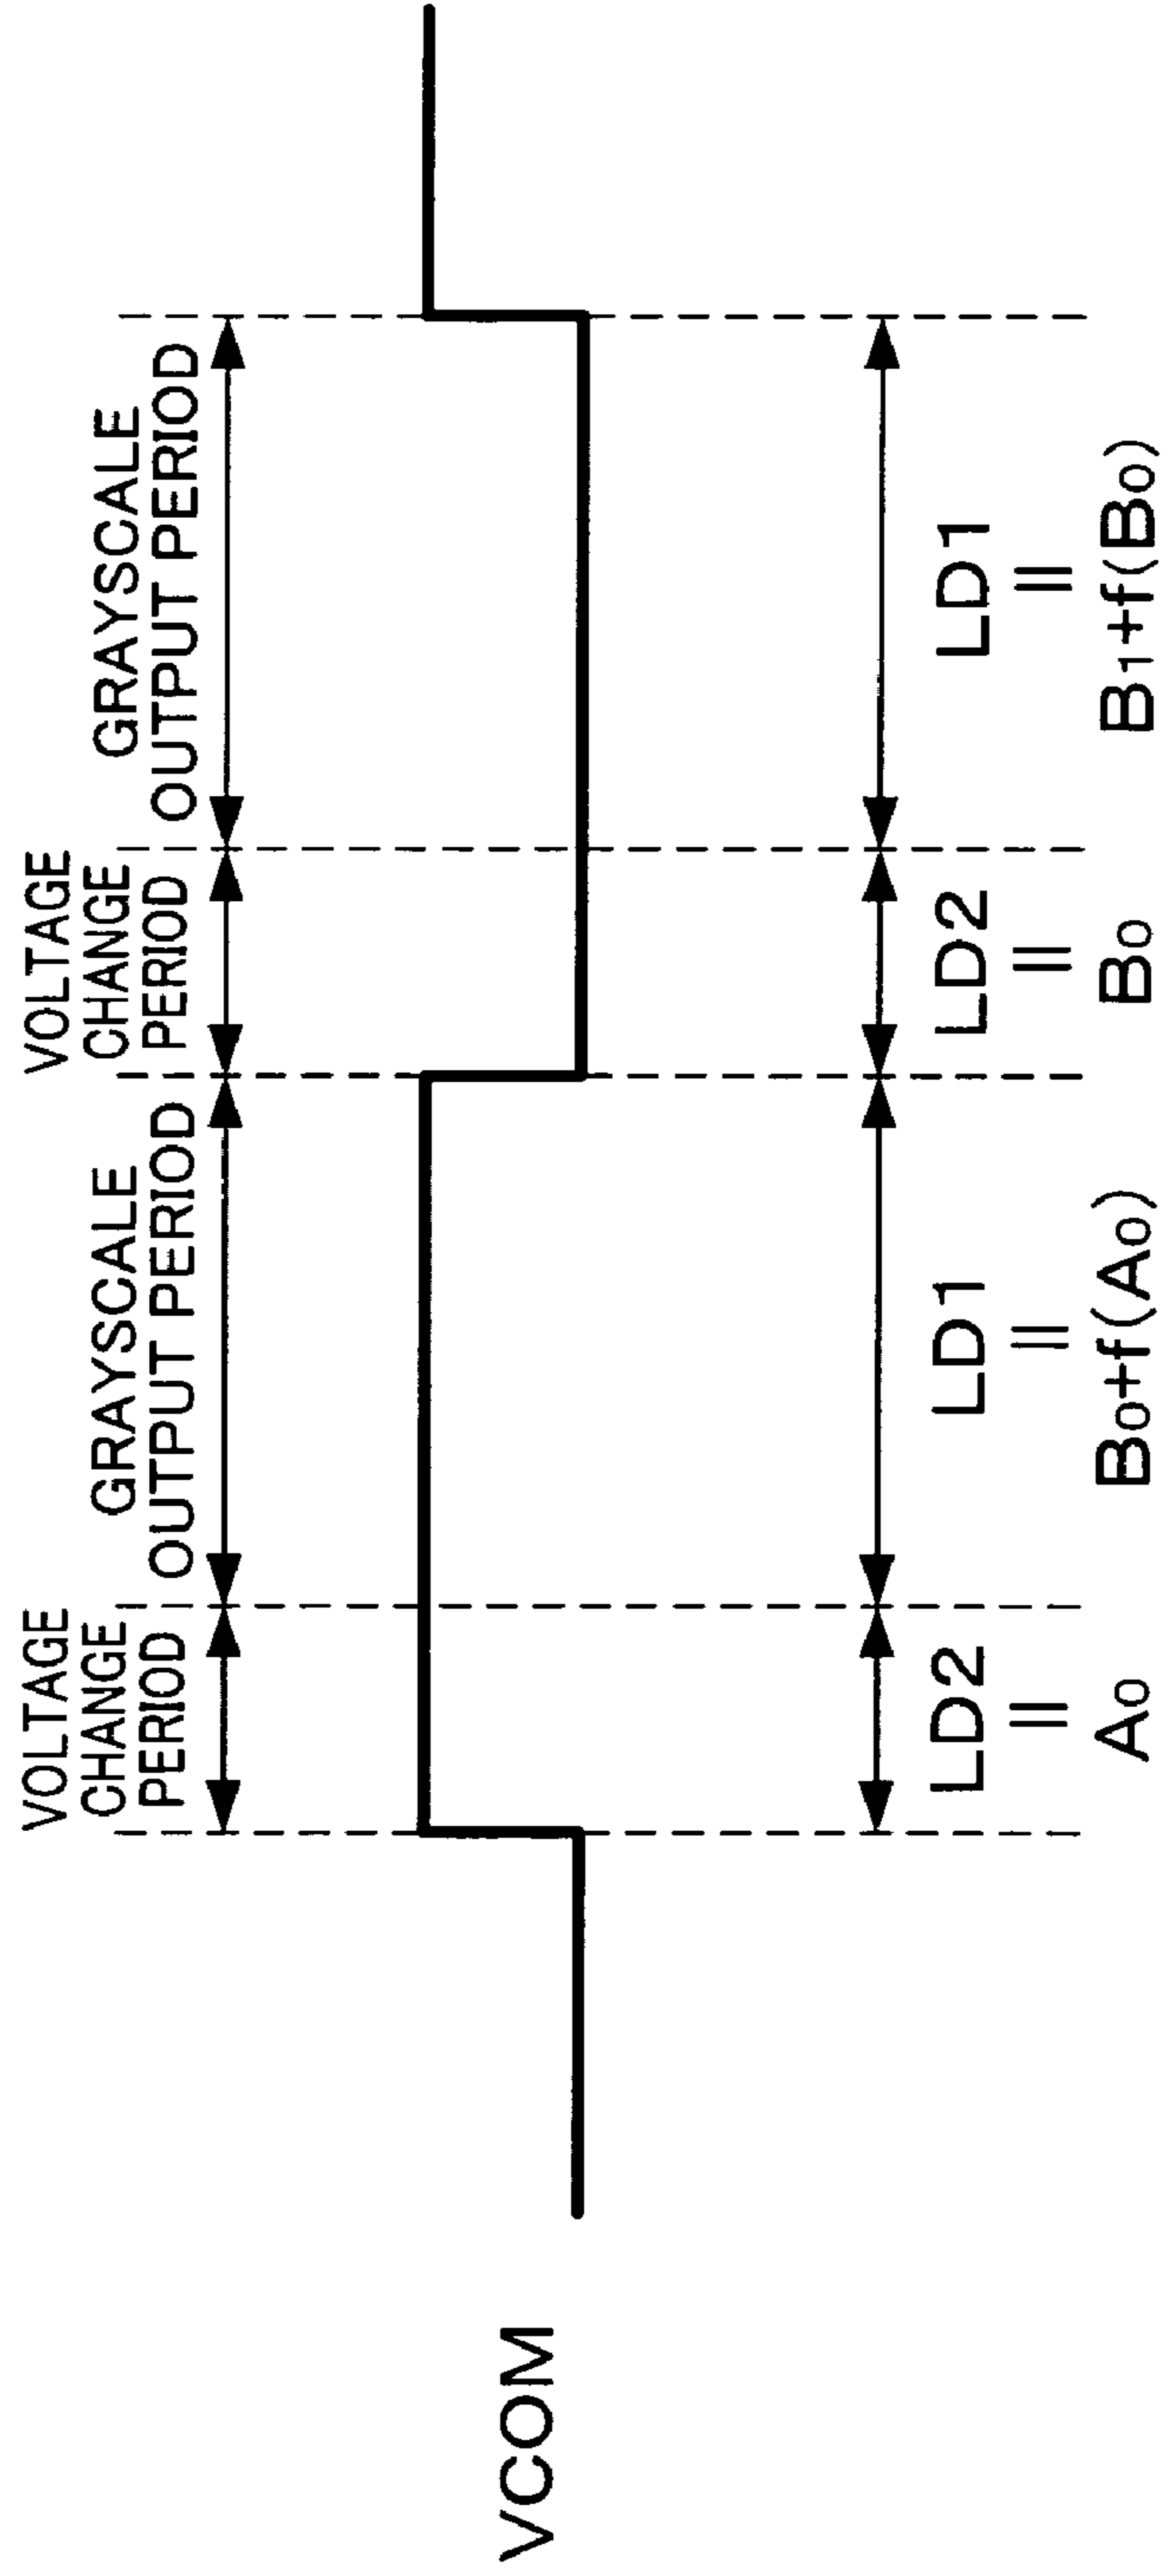 VOLTAGE
CHANGE
PERIOD
GRAYSCALE
OUTPUT PERIOD
VOLTAGE
CHANGE
PERIOD
GRAYSCALE
OUTPUT PERIOD
VCOM
LD2
LD1
LD2
LD1
=
=
=
=
A0
B0+f(A0)
B0
B1+f(B0)